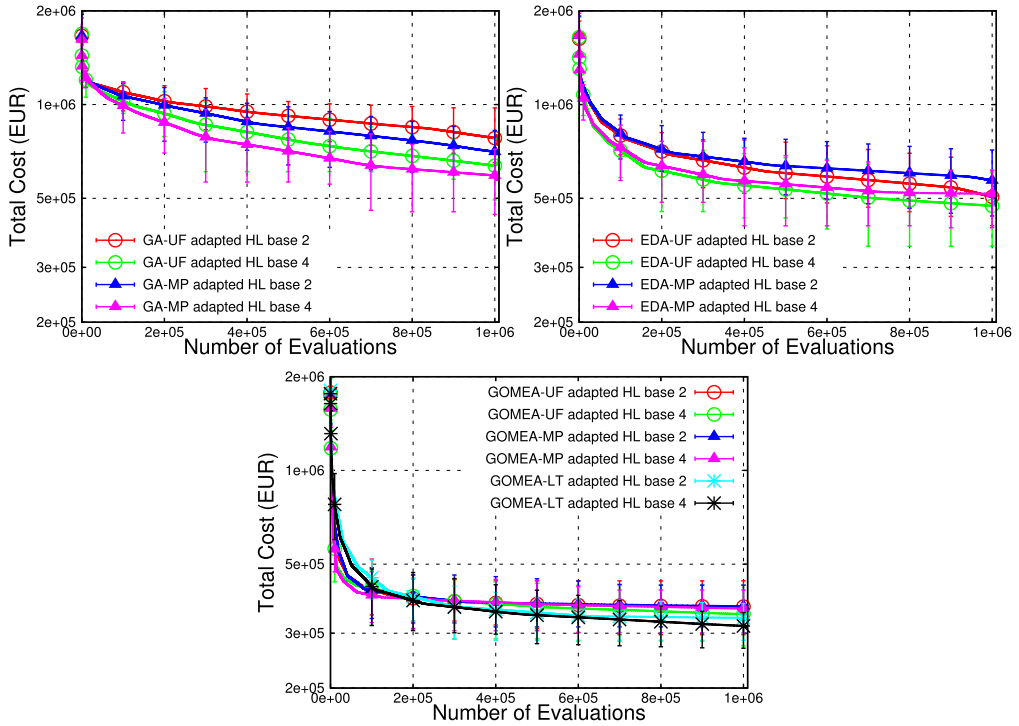 2e+06
1e+06
5e+05
3e+05
2e+05
Total Cost (EUR)
GA-UF adapted HL base 2
GA-UF adapted HL base 4
GA-MP adapted HL base 2
GA-MP adapted HL base 4
0e+00 2e+05 4e+05 6e+05 8e+05 1e+06
Number of Evaluations
2e+06
1e+06
5e+05
3e+05
2e+05
Total Cost (EUR)
EDA-UF adapted HL base 2
EDA-UF adapted HL base 4
EDA-MP adapted HL base 2
EDA-MP adapted HL base 4
0e+00 2e+05 4e+05 6e+05 8e+05 1e+06
Number of Evaluations
2e+06
1e+06
5e+05
3e+05
2e+05
Total Cost (EUR)
GOMEA-UF adapted HL base 2
GOMEA-UF adapted HL base 4
GOMEA-MP adapted HL base 2
GOMEA-MP adapted HL base 4
GOMEA-LT adapted HL base 2
GOMEA-LT adapted HL base 4
0e+00 2e+05 4e+05 6e+05 8e+05 1e+06
Number of Evaluations